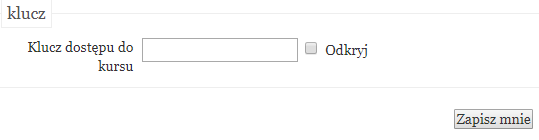 klucz
Klucz dostępu do
kursu
Odkryj
Zapisz mnie